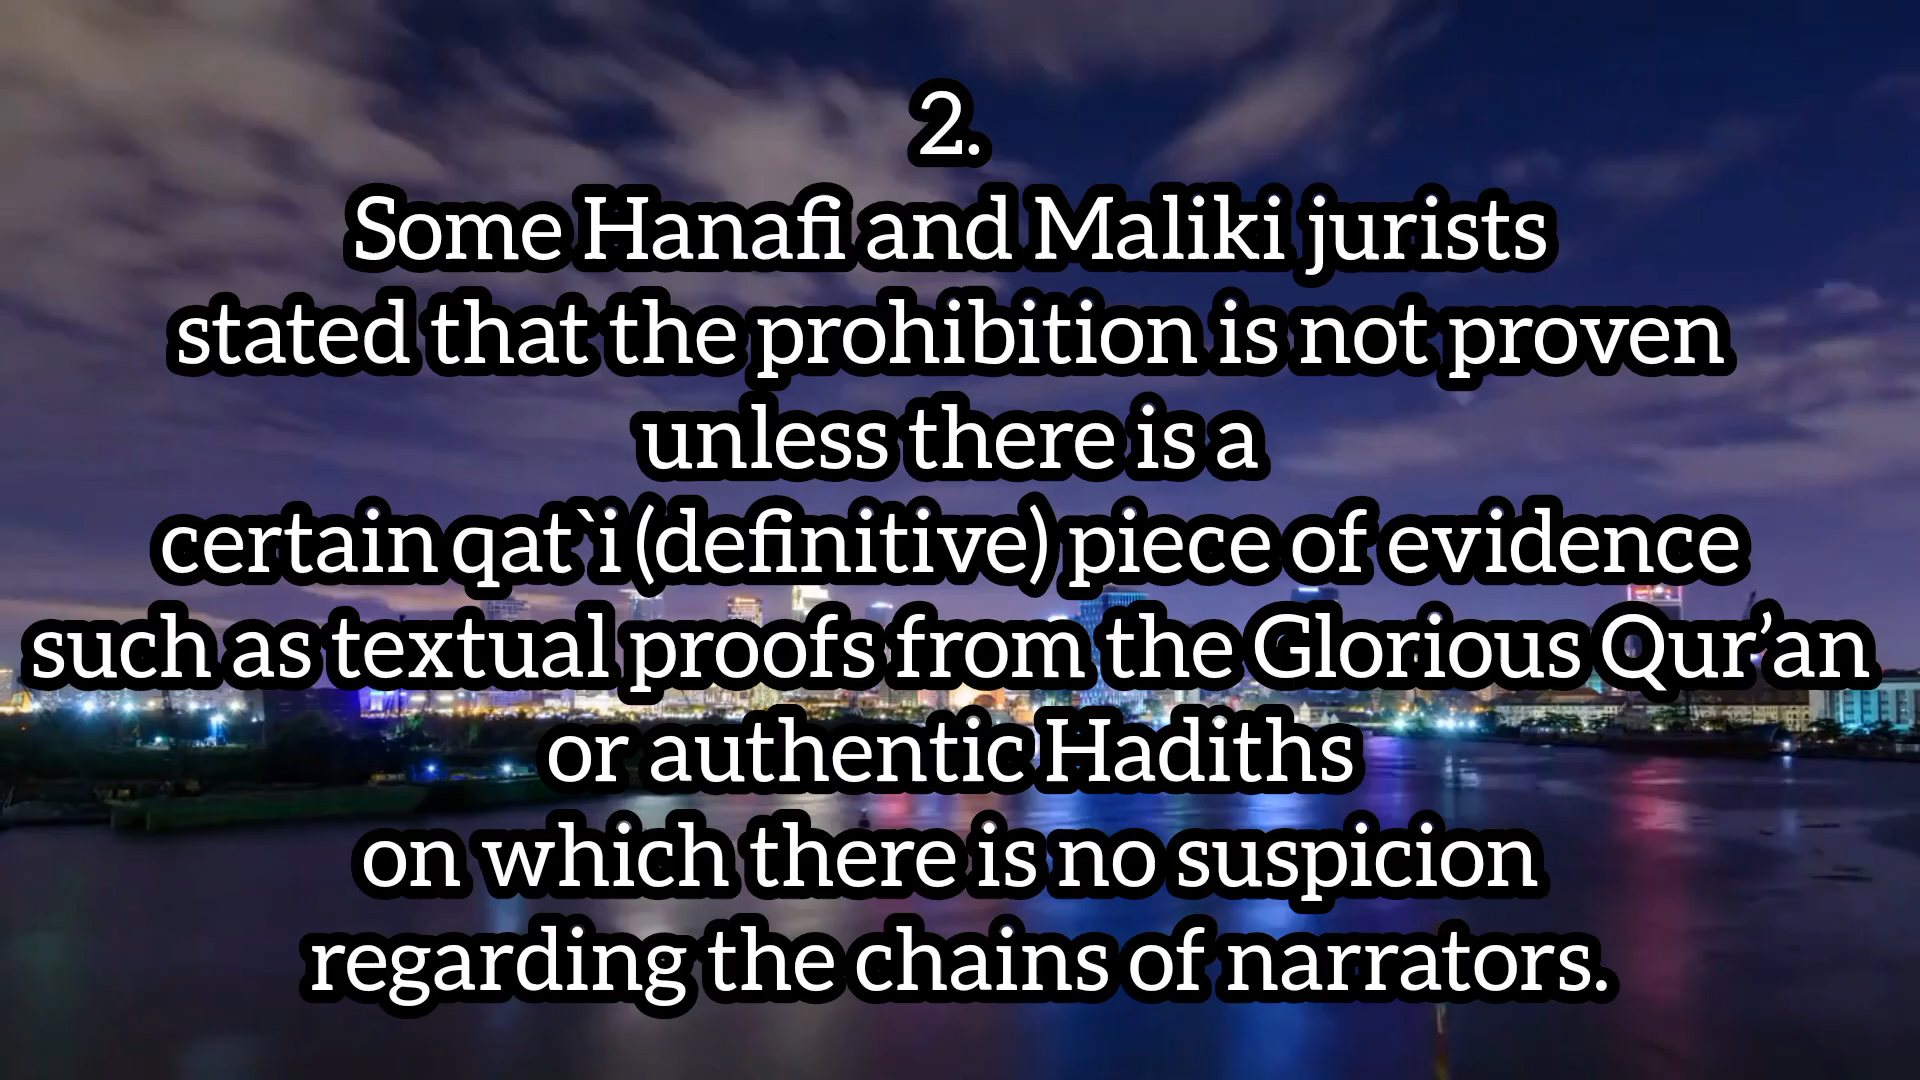 2.
Some Hanafi and Maliki jurists
stated that the prohibition is not proven
unless there is a
certain qat`i (definitive) piece of evidence
such as textual proofs from the Glorious Qur’an
or authentic Hadiths
on which there is no suspicion
regarding the chains of narrators.